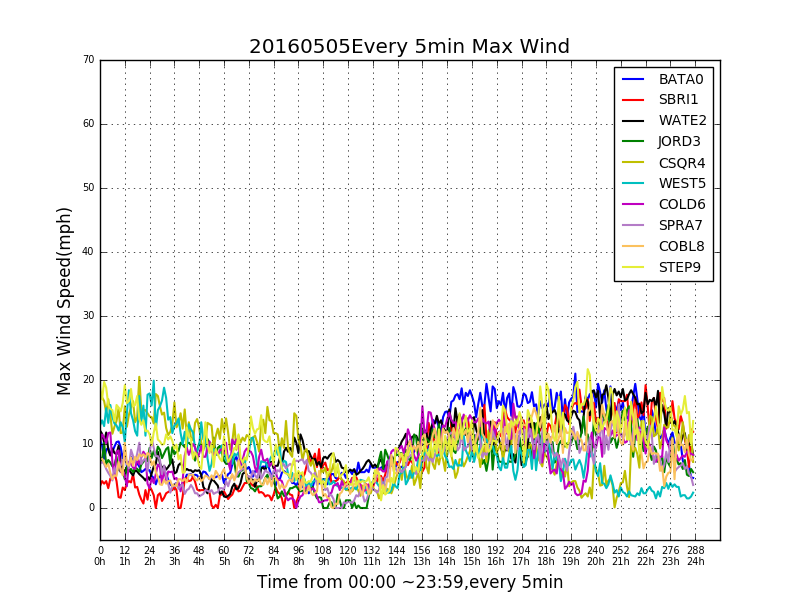 20160505Every 5min Max Wind
70
60
50
40
30
20
10
0
Max Wind Speed(mph)
BATA0
SBRI1
WATE2
JORD3
CSQR4
WEST5
COLD6
SPRA7
COBL8
STEP9
0 12 24 36 48 60 72 84 96 108 120 132 144 156 168 180 192 204 216 228 240 252 264 276 288
0h 1h 2h 3h 4h 5h 6h 7h 8h 9h 10h 11h 12h 13h 14h 15h 16h 17h 18h 19h 20h 21h 22h 23h 24h
Time from 00:00 ~23:59,every 5min